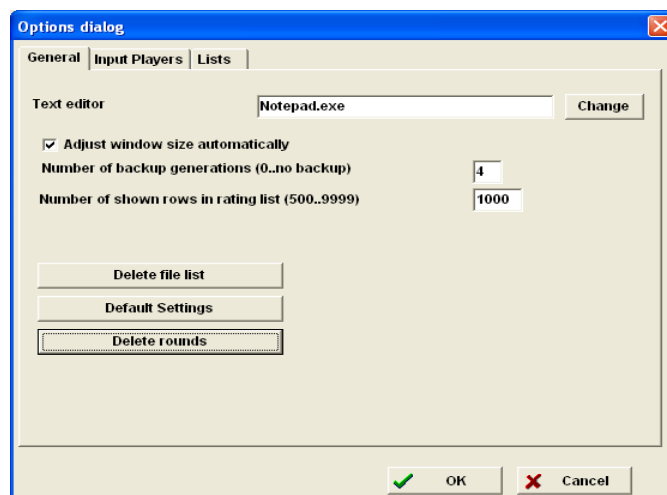 Options dialog
General Input Players Lists
Text editor Notepad.exe Change
Adjust window size automatically
Number of backup generations (0..no backup) 4
Number of shown rows in rating list (500..9999) 1000
Delete file list
Default Settings
Delete rounds
OK Cancel